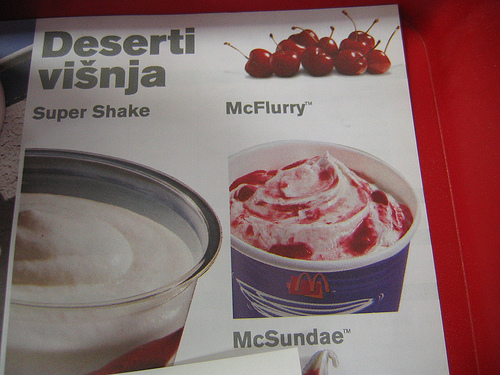 Deserti
višnja
Super Shake
McFlurry™
McSundae™